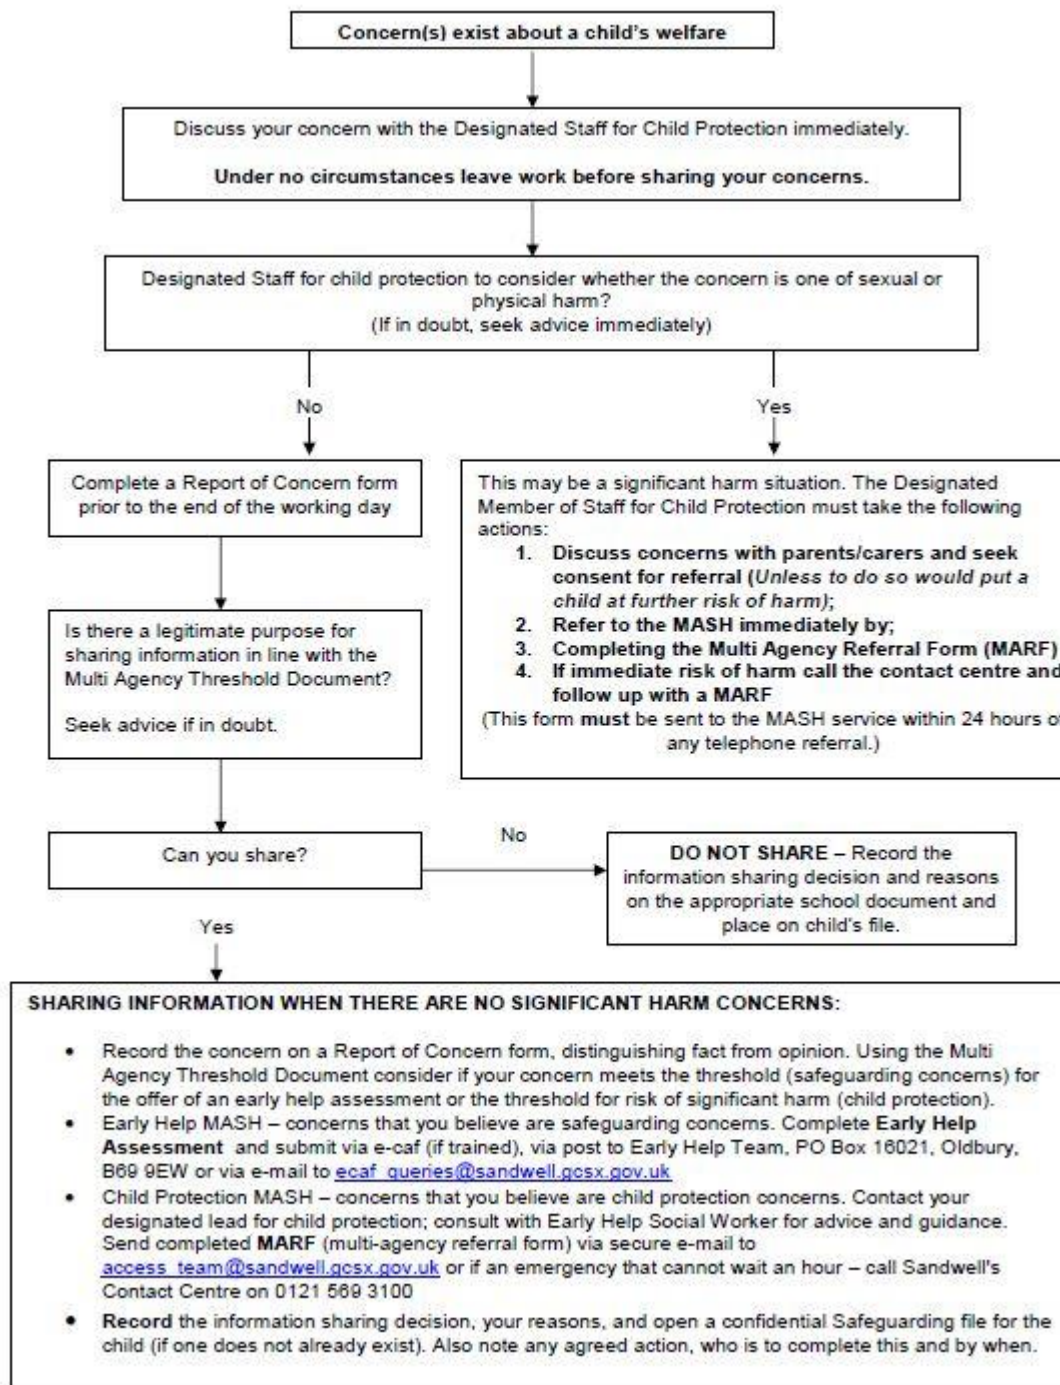 Concern(s) exist about a child's welfare
Discuss your concern with the Designated Staff for Child Protection immediately.
Under no circumstances leave work before sharing your concerns.
Designated Staff for child protection to consider whether the concern is one of sexual or
physical harm?
(If in doubt, seek advice immediately)
No
Yes
Complete a Report of Concern form
prior to the end of the working day
This may be a significant harm situation. The Designated
Member of Staff for Child Protection must take the following
actions:
1. Discuss concerns with parents/carers and seek
consent for referral (Unless to do so would put a
child at further risk of harm);
2. Refer to the MASH immediately by;
3. Completing the Multi Agency Referral Form (MARF)
4. If immediate risk of harm call the contact centre and
follow up with a MARF
(This form must be sent to the MASH service within 24 hours of
any telephone referral.)
Is there a legitimate purpose for
sharing information in line with the
Multi Agency Threshold Document?
Seek advice if in doubt.
Can you share?
No
DO NOT SHARE – Record the
information sharing decision and reasons
on the appropriate school document and
place on child's file.
Yes
SHARING INFORMATION WHEN THERE ARE NO SIGNIFICANT HARM CONCERNS:
• Record the concern on a Report of Concern form, distinguishing fact from opinion. Using the Multi
Agency Threshold Document consider if your concern meets the threshold (safeguarding concerns) for
the offer of an early help assessment or the threshold for risk of significant harm (child protection).
• Early Help MASH – concerns that you believe are safeguarding concerns. Complete Early Help
Assessment and submit via e-caf (if trained), via post to Early Help Team, PO Box 16021, Oldbury,
B69 9EW or via e-mail to ecaf_queries@sandwell.gcsx.gov.uk
• Child Protection MASH – concerns that you believe are child protection concerns. Contact your
designated lead for child protection; consult with Early Help Social Worker for advice and guidance.
Send completed MARF (multi-agency referral form) via secure e-mail to
access_team@sandwell.gcsx.gov.uk or if an emergency that cannot wait an hour – call Sandwell's
Contact Centre on 0121 569 3100
• Record the information sharing decision, your reasons, and open a confidential Safeguarding file for the
child (if one does not already exist). Also note any agreed action, who is to complete this and by when.